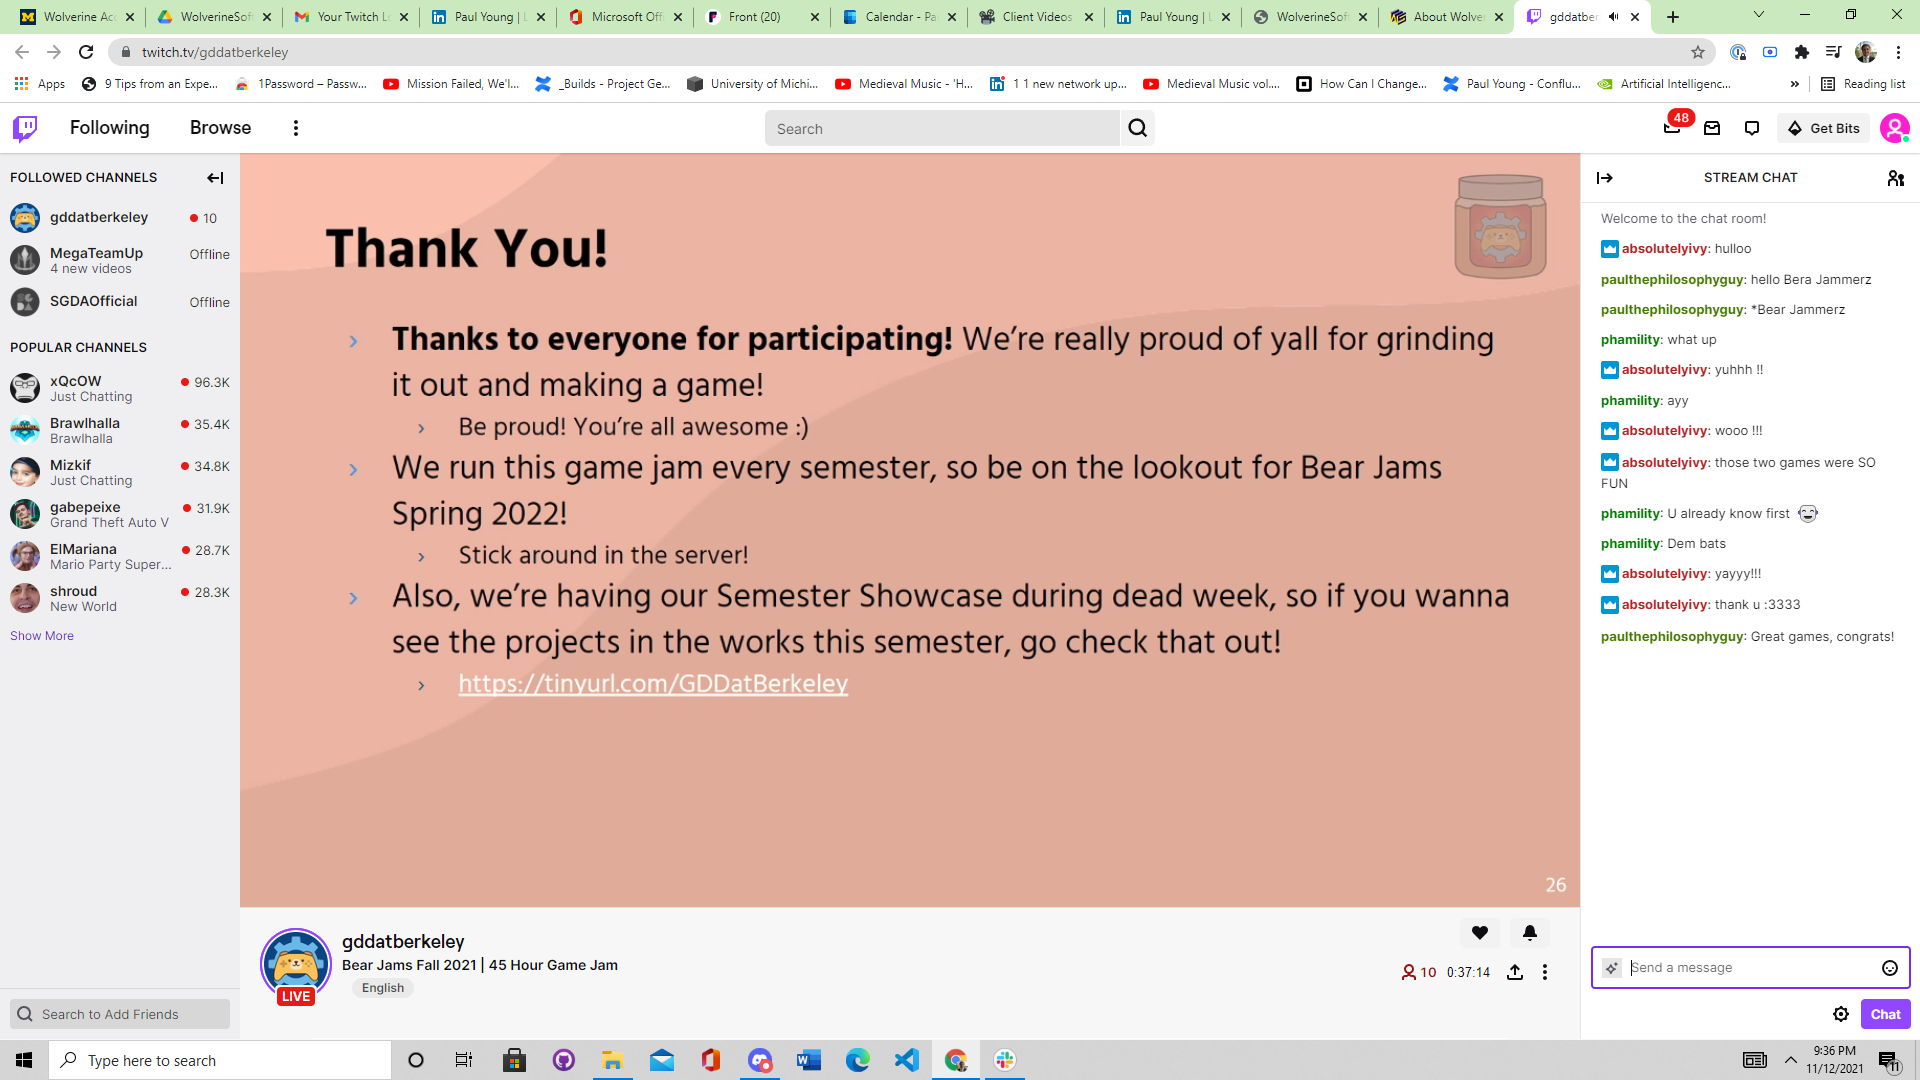 Wolverine Acc
WolverineSoft
Your Twitch Lo
Paul Young | L
Microsoft Offi
Front (20)
Calendar - Pa
Client Videos
Paul Young | L
WolverineSoft
About Wolver
gddatber
twitch.tv/gddatberkeley
Apps
9 Tips from an Expe...
1Password – Passw...
Mission Failed, We'l...
_Builds - Project Ge...
University of Michi...
Medieval Music - 'H...
1 1 new network up...
Medieval Music vol....
How Can I Change...
Paul Young - Conflu...
Artificial Intelligenc...
»
Reading list
Following
Browse
Search
48
Get Bits
FOLLOWED CHANNELS
gddatberkeley
10
MegaTeamUp
4 new videos
Offline
SGDAOfficial
Offline
POPULAR CHANNELS
xQcOW
Just Chatting
96.3K
Brawlhalla
Brawlhalla
35.4K
Mizkif
Just Chatting
34.8K
gabepeixe
Grand Theft Auto V
31.9K
ElMariana
Mario Party Super...
28.7K
shroud
New World
28.3K
Show More
Search to Add Friends
Thank You!
Thanks to everyone for participating! We’re really proud of yall for grinding
it out and making a game!
Be proud! You’re all awesome :)
We run this game jam every semester, so be on the lookout for Bear Jams
Spring 2022!
Stick around in the server!
Also, we’re having our Semester Showcase during dead week, so if you wanna
see the projects in the works this semester, go check that out!
https://tinyurl.com/GDDatBerkeley
26
LIVE
gddatberkeley
Bear Jams Fall 2021 | 45 Hour Game Jam
English
10
0:37:14
STREAM CHAT
Welcome to the chat room!
absolutelyivy: hulloo
paulthephilosophyguy: hello Bera Jammerz
paulthephilosophyguy: *Bear Jammerz
phamility: what up
absolutelyivy: yuhhh !!
phamility: ayy
absolutelyivy: wooo !!!
absolutelyivy: those two games were SO
FUN
phamility: U already know first
phamility: Dem bats
absolutelyivy: yayyy!!!
absolutelyivy: thank u :3333
paulthephilosophyguy: Great games, congrats!
Send a message
Chat
Type here to search
9:36 PM
11/12/2021
11